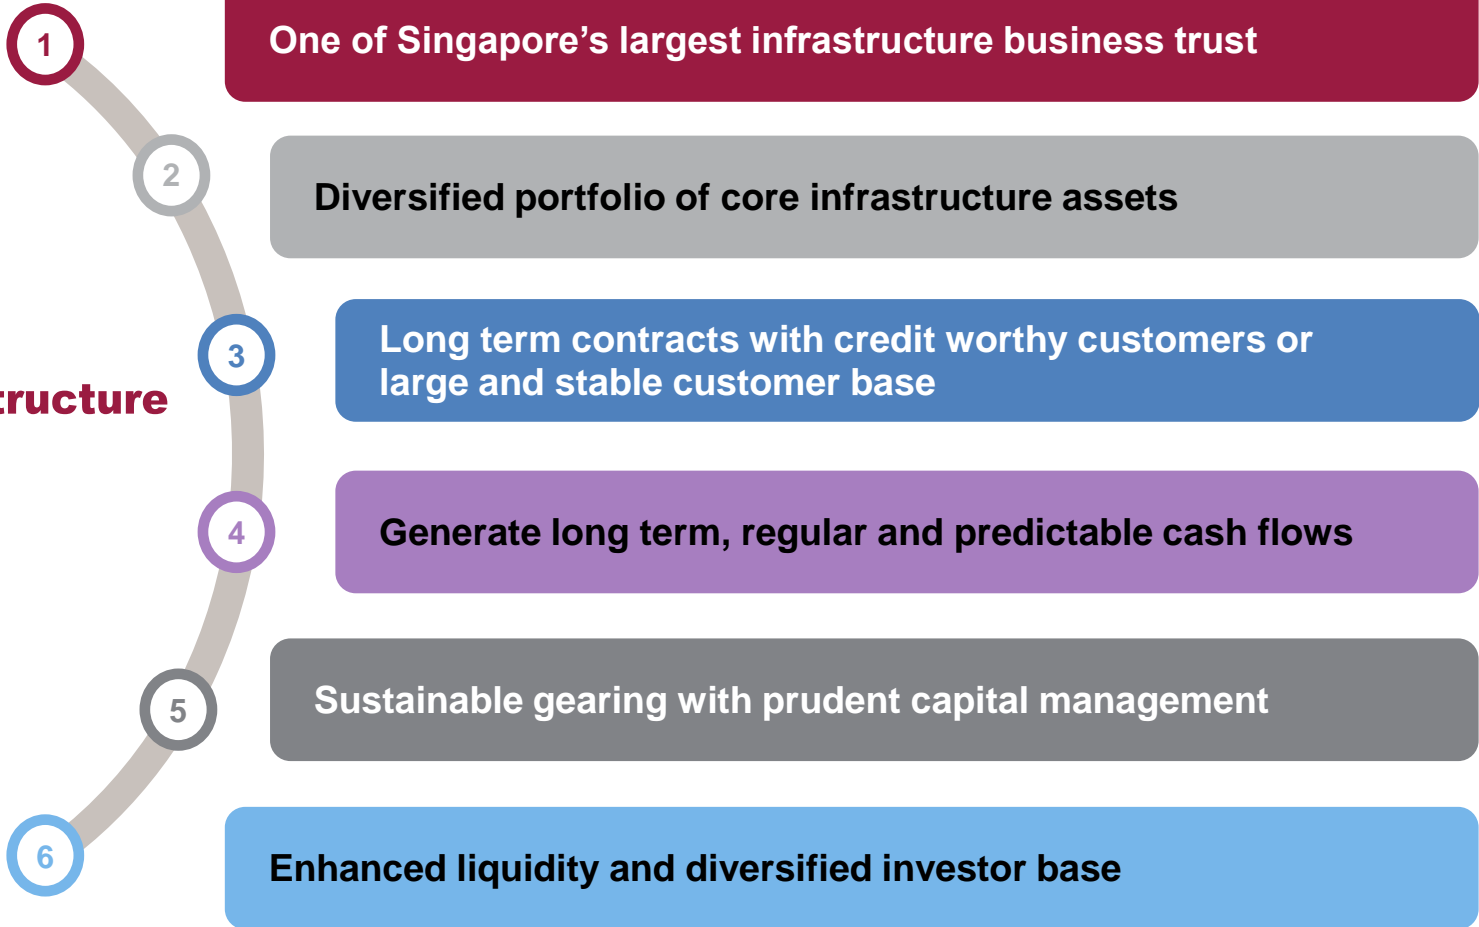 1
One of Singapore’s largest infrastructure business trust
2
Diversified portfolio of core infrastructure assets
3
Long term contracts with credit worthy customers or
large and stable customer base
tructure
4
Generate long term, regular and predictable cash flows
5
Sustainable gearing with prudent capital management
6
Enhanced liquidity and diversified investor base